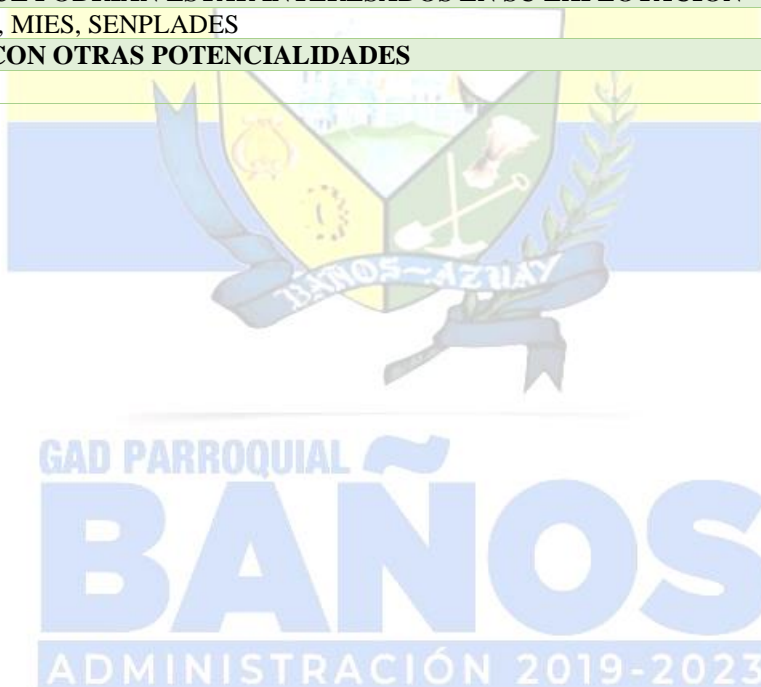 , MIES, SENPLADES
CON OTRAS POTENCIALIDADES
BAÑOS~AZUAY
GAD PARROQUIAL
BAÑOS
ADMINISTRACIÓN 2019-2023